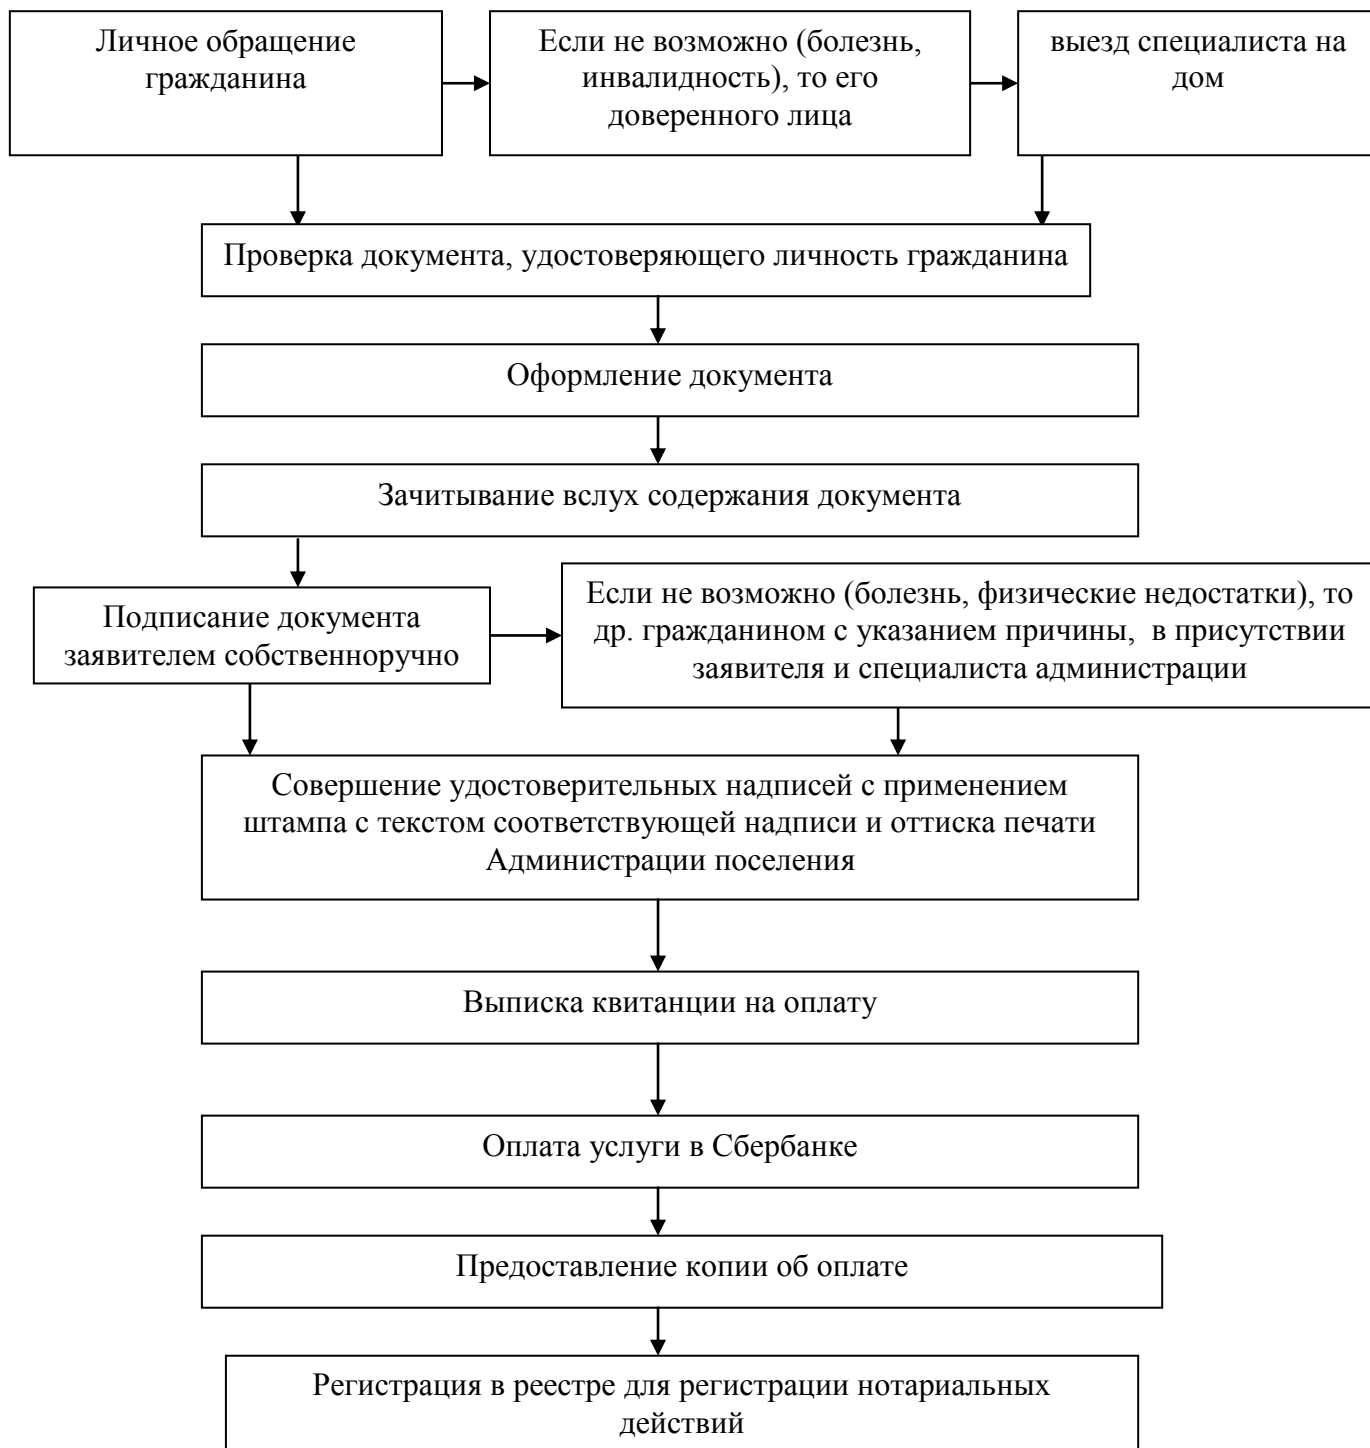 Личное обращение
гражданина
Если не возможно (болезнь,
инвалидность), то его
доверенного лица
выезд специалиста на
дом
Проверка документа, удостоверяющего личность гражданина
Оформление документа
Зачитывание вслух содержания документа
Подписание документа
заявителем собственноручно
Если не возможно (болезнь, физические недостатки), то
др. гражданином с указанием причины,  в присутствии
заявителя и специалиста администрации
Совершение удостоверительных надписей с применением
штампа с текстом соответствующей надписи и оттиска печати
Администрации поселения
Выписка квитанции на оплату
Оплата услуги в Сбербанке
Предоставление копии об оплате
Регистрация в реестре для регистрации нотариальных
действий